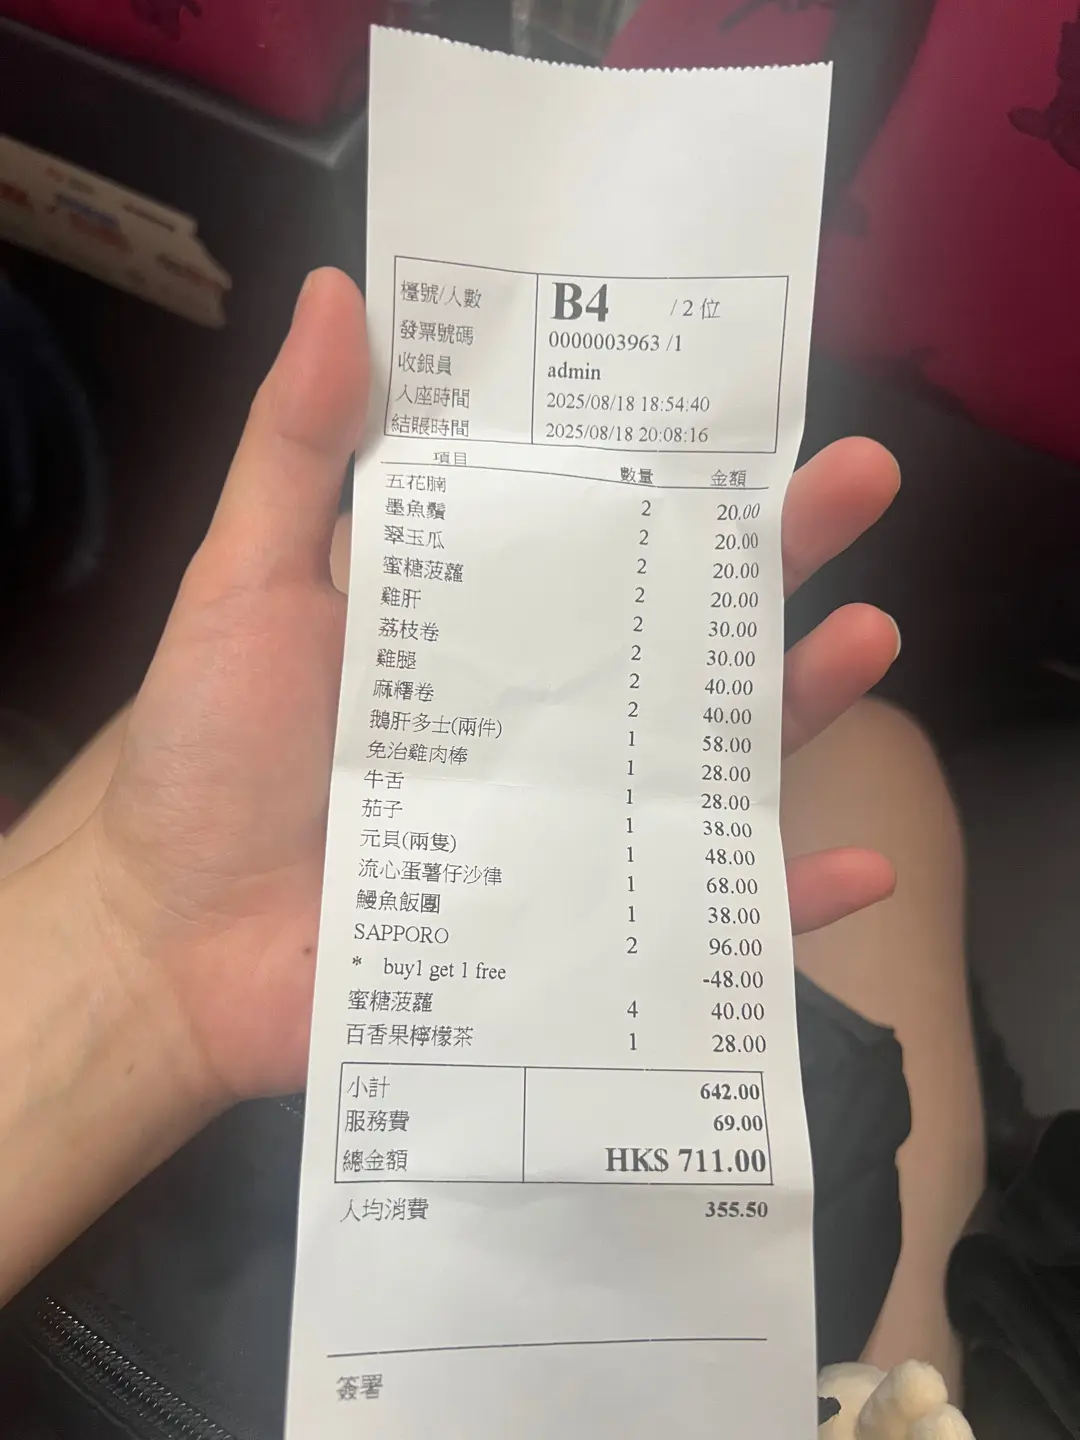 檯號/人數 B4 / 2 位
發票號碼 0000003963 /1
收銀員 admin
入座時間 2025/08/18 18:54:40
結賬時間 2025/08/18 20:08:16
項目 數量 金額
五花腩 2 20.00
墨魚鬚 2 20.00
翠玉瓜 2 20.00
蜜糖菠蘿 2 20.00
雞肝 2 30.00
荔枝卷 2 30.00
雞腿 2 40.00
麻糬卷 2 40.00
鵝肝多士(兩件) 1 58.00
免治雞肉棒 1 28.00
牛舌 1 28.00
茄子 1 38.00
元貝(兩隻) 1 48.00
流心蛋薯仔沙律 1 68.00
鰻魚飯團 1 38.00
SAPPORO 2 96.00
* buy1 get 1 free -48.00
蜜糖菠蘿 4 40.00
百香果檸檬茶 1 28.00
小計 642.00
服務費 69.00
總金額 HK$ 711.00
人均消費 355.50
簽署